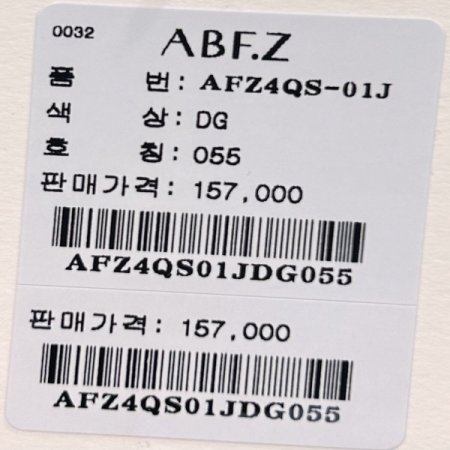 0032
ABF.Z
품 번: AFZ4QS-01J
색 상: DG
호 칭: 055
판매가격: 157,000
AFZ4QS01JDG055
판매가격: 157,000
AFZ4QS01JDG055